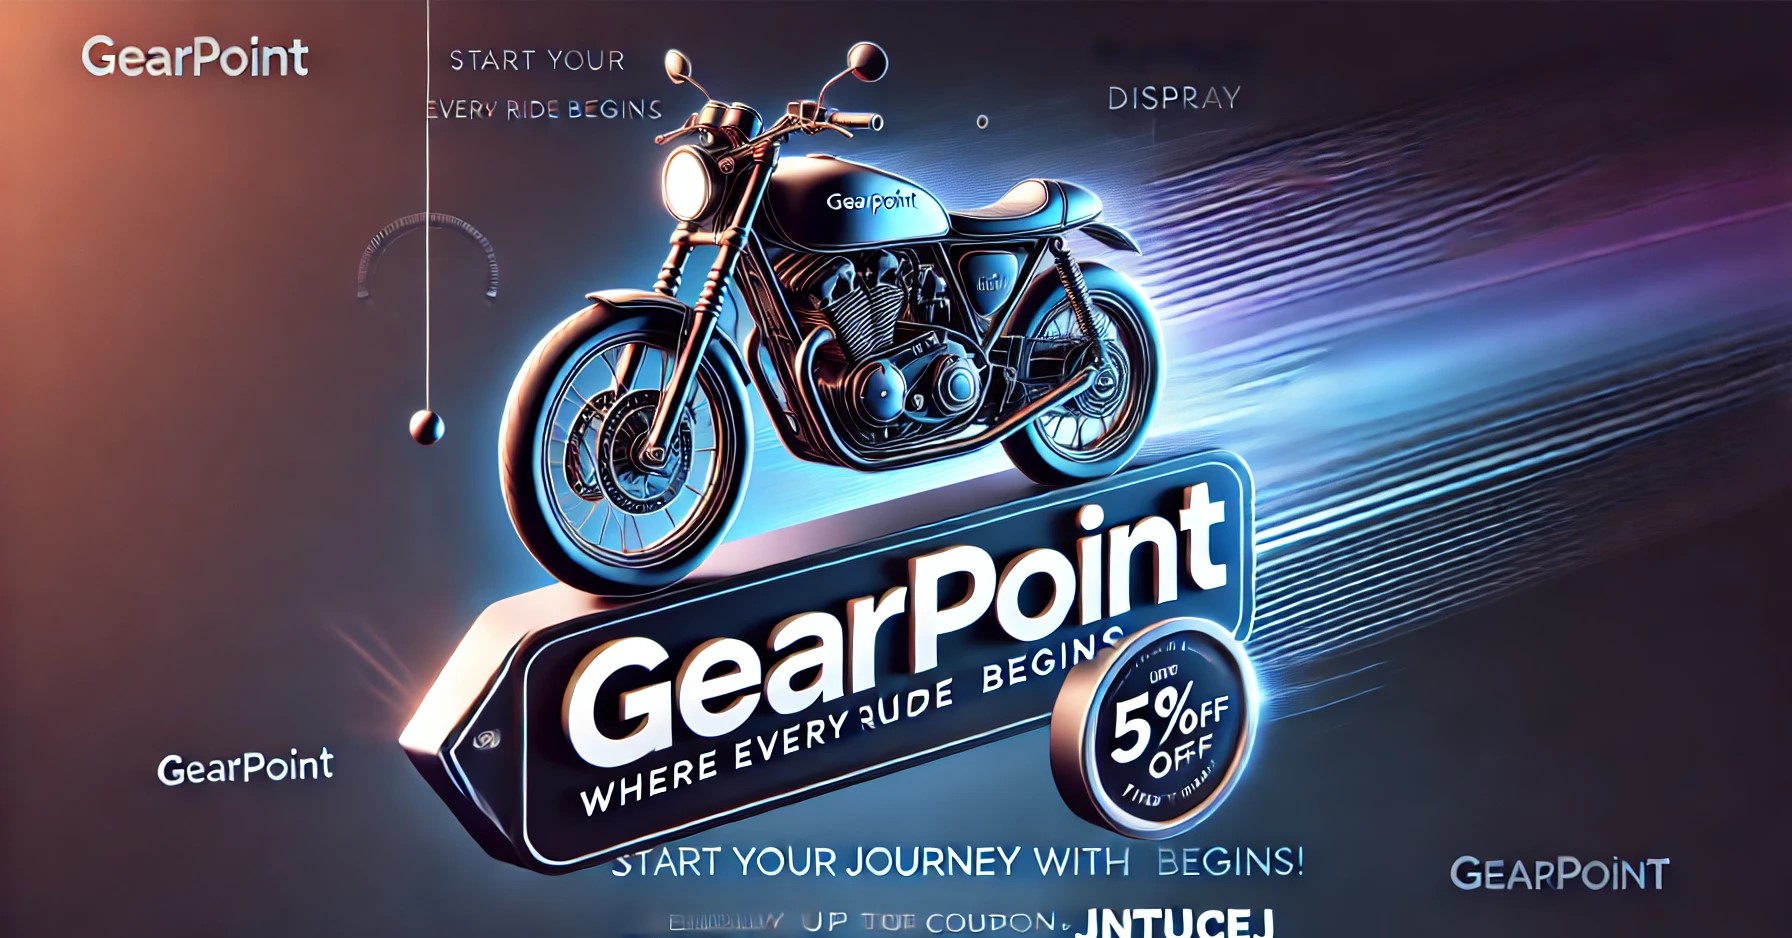 GearPoint
START YOUR
EVERY RIDE BEGINS
DISPRAY
GearPoint
GearPoint
WHERE EVERY RUDE BEGINS
5%OFF
OFF
GearPoint
START YOUR JOURNEY WITH BEGINS!
GEARPOiNT
UP COUDON. JNTUCEJ